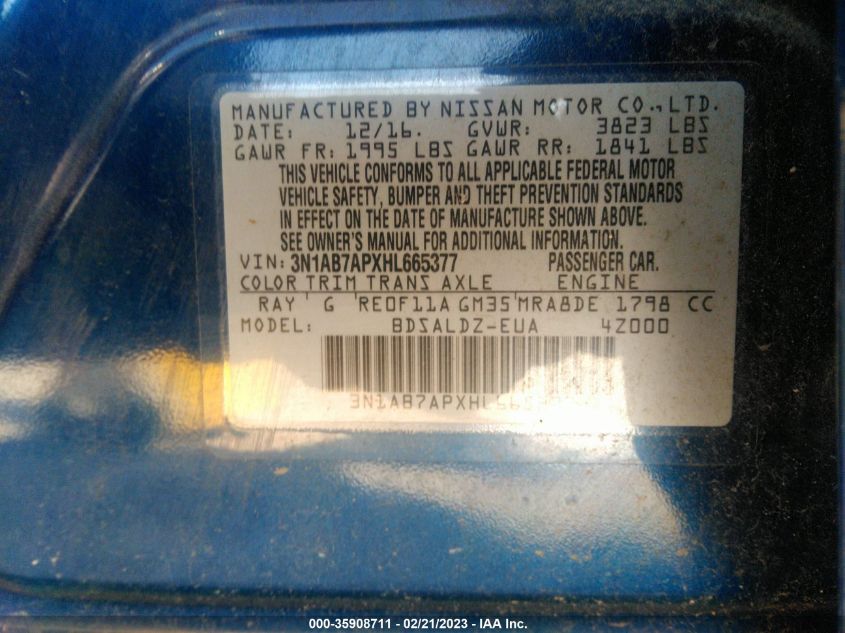 MANUFACTURED BY NISSAN MOTOR CO.,LTD.
DATE: 12/16. GVWR: 3823 LBS
GAWR FR: 1995 LBS GAWR RR: 1841 LBS
THIS VEHICLE CONFORMS TO ALL APPLICABLE FEDERAL MOTOR
VEHICLE SAFETY, BUMPER AND THEFT PREVENTION STANDARDS
IN EFFECT ON THE DATE OF MANUFACTURE SHOWN ABOVE.
SEE OWNER'S MANUAL FOR ADDITIONAL INFORMATION.
VIN: 3N1AB7APXHL665377 PASSENGER CAR.
COLOR TRIM TRANS AXLE ENGINE
RAY G RE0F11A GM35 MRA8DE 1798 CC
MODEL: BDSALDZ-EUA 4Z000
3N1AB7APXHL665
000-35908711 - 02/21/2023 - IAA Inc.